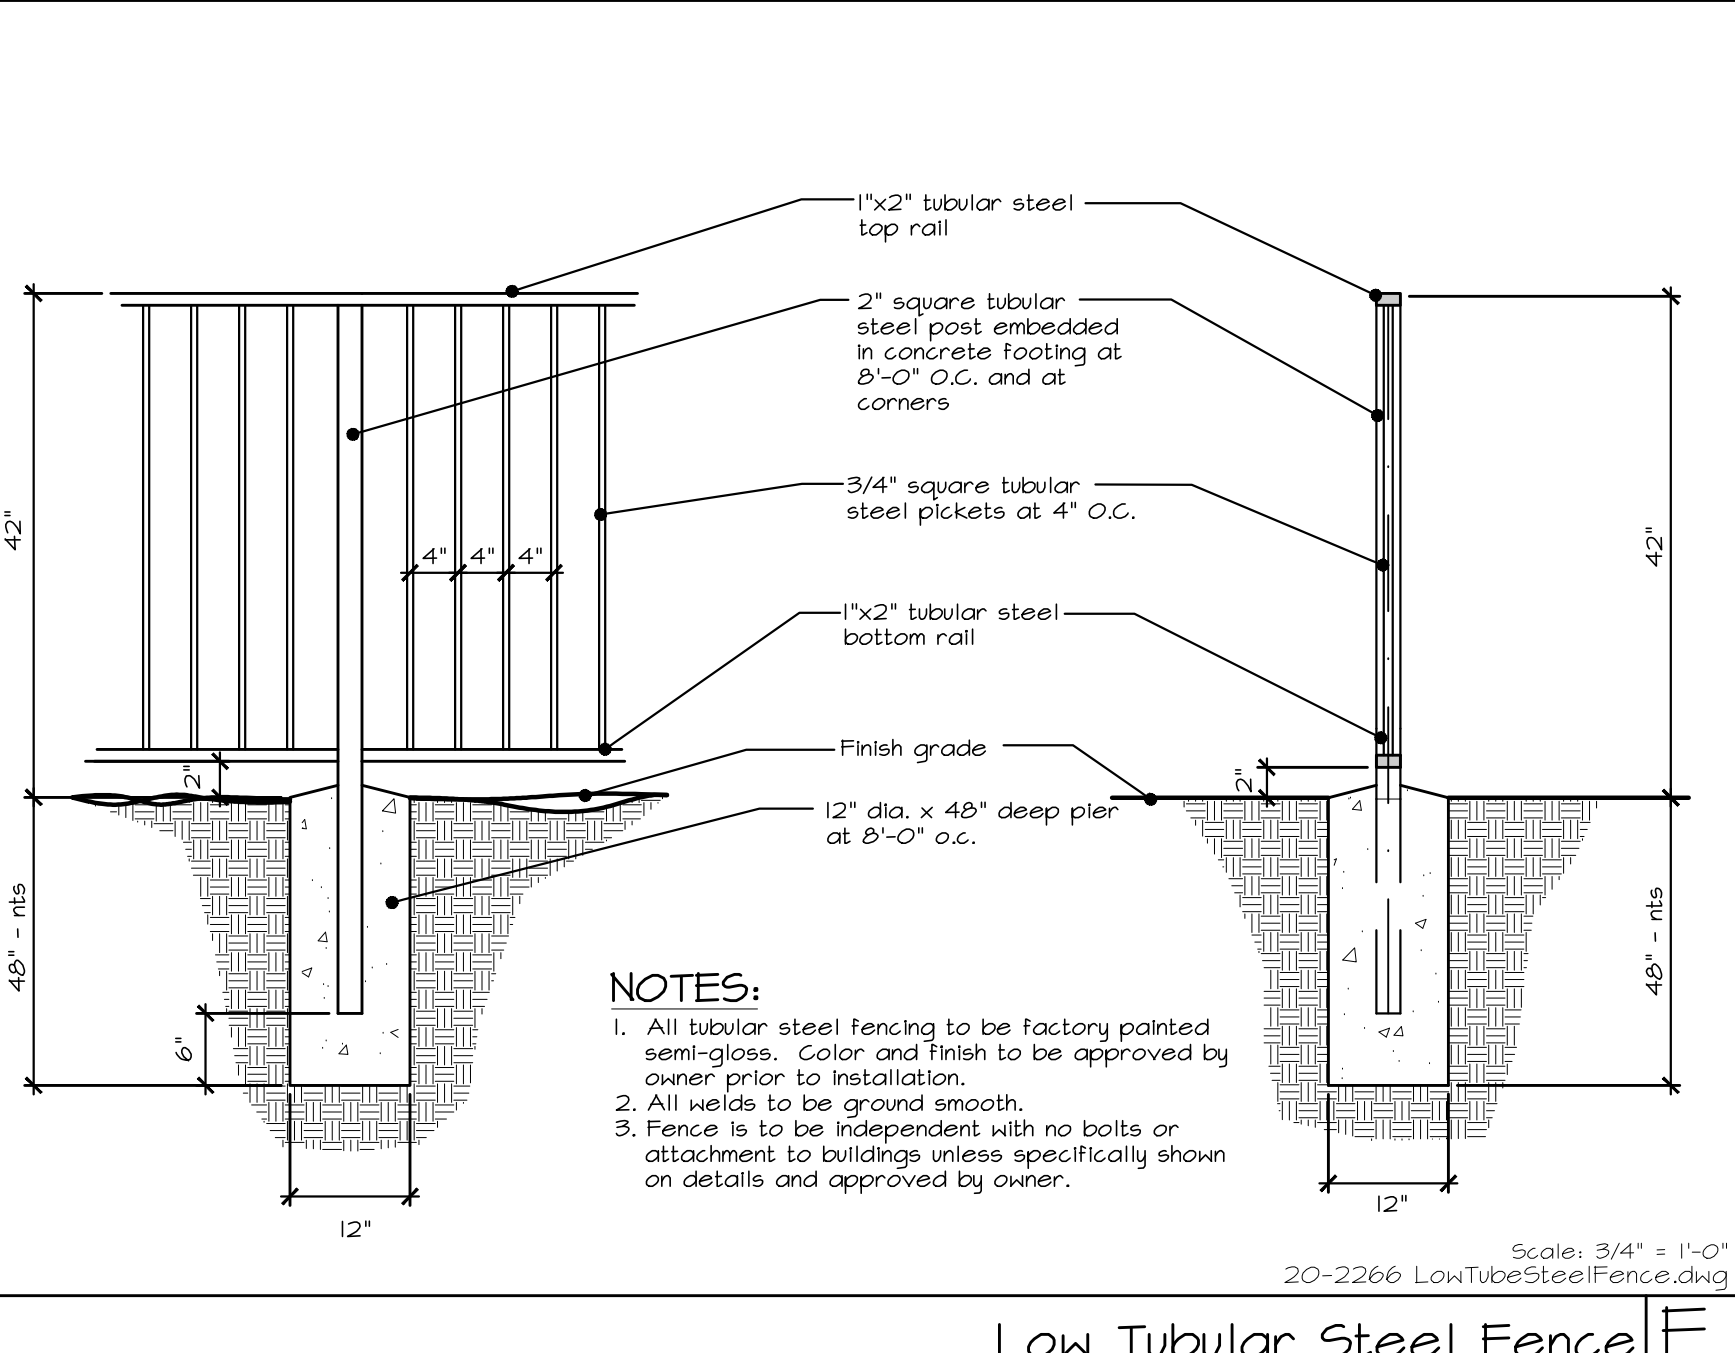 1"x2" tubular steel
top rail
2" square tubular
steel post embedded
in concrete footing at
8'-0" O.C. and at
corners
3/4" square tubular
steel pickets at 4" O.C.
1"x2" tubular steel
bottom rail
Finish grade
12" dia. x 48" deep pier
at 8'-0" o.c.
42"
4" 4" 4"
2"
48" - nts
6"
12"
42"
2"
48" - nts
12"
NOTES:
1. All tubular steel fencing to be factory painted
semi-gloss. Color and finish to be approved by
owner prior to installation.
2. All welds to be ground smooth.
3. Fence is to be independent with no bolts or
attachment to buildings unless specifically shown
on details and approved by owner.
Scale: 3/4" = 1'-0"
20-2266 LowTubeSteelFence.dwg
Low Tubular Steel Fence
F